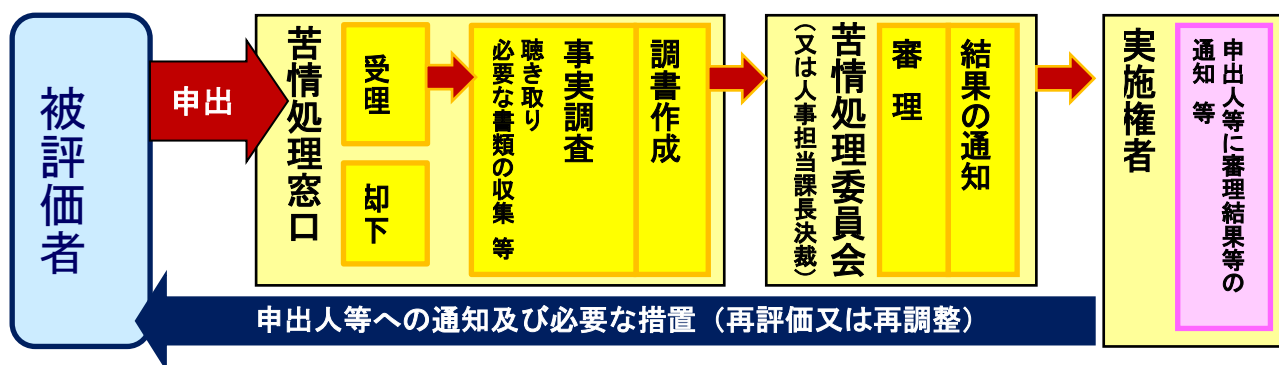 被評価者
申出
苦情処理窓口
受理
却下
事実調査
聴き取り
必要な書類の収集 等
調書作成
苦情処理委員会
(又は人事担当課長決裁)
審理
結果の通知
実施権者
申出人等に審理結果等の
通知 等
申出人等への通知及び必要な措置(再評価又は再調整)